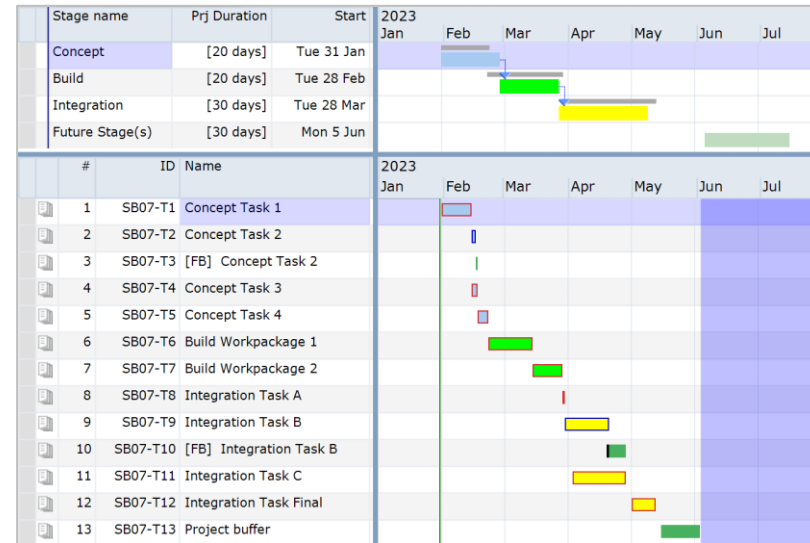 Stage name Prj Duration Start 2023
Jan Feb Mar Apr May Jun Jul
Concept [20 days] Tue 31 Jan
Build [20 days] Tue 28 Feb
Integration [30 days] Tue 28 Mar
Future Stage(s) [30 days] Mon 5 Jun
# ID Name 2023
Jan Feb Mar Apr May Jun Jul
1 SB07-T1 Concept Task 1
2 SB07-T2 Concept Task 2
3 SB07-T3 [FB] Concept Task 2
4 SB07-T4 Concept Task 3
5 SB07-T5 Concept Task 4
6 SB07-T6 Build Workpackage 1
7 SB07-T7 Build Workpackage 2
8 SB07-T8 Integration Task A
9 SB07-T9 Integration Task B
10 SB07-T10 [FB] Integration Task B
11 SB07-T11 Integration Task C
12 SB07-T12 Integration Task Final
13 SB07-T13 Project buffer